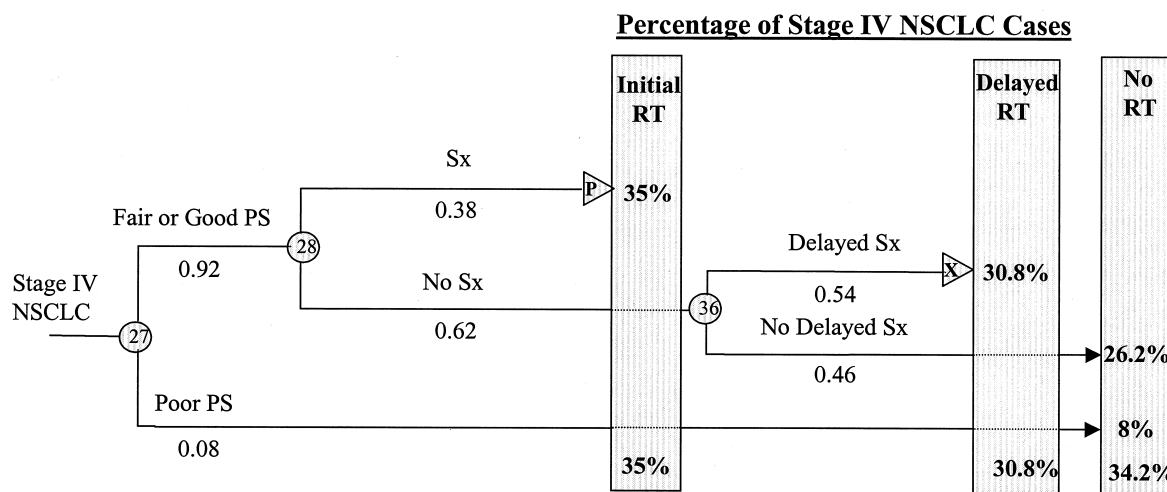 Percentage of Stage IV NSCLC Cases
Initial
RT
Delayed
RT
No
RT
Sx
P
35%
0.38
Fair or Good PS
28
0.92
Delayed Sx
X
30.8%
Stage IV
NSCLC
No Sx
0.54
27
0.62
36
No Delayed Sx
26.2%
0.46
Poor PS
8%
0.08
35%
30.8%
34.2%